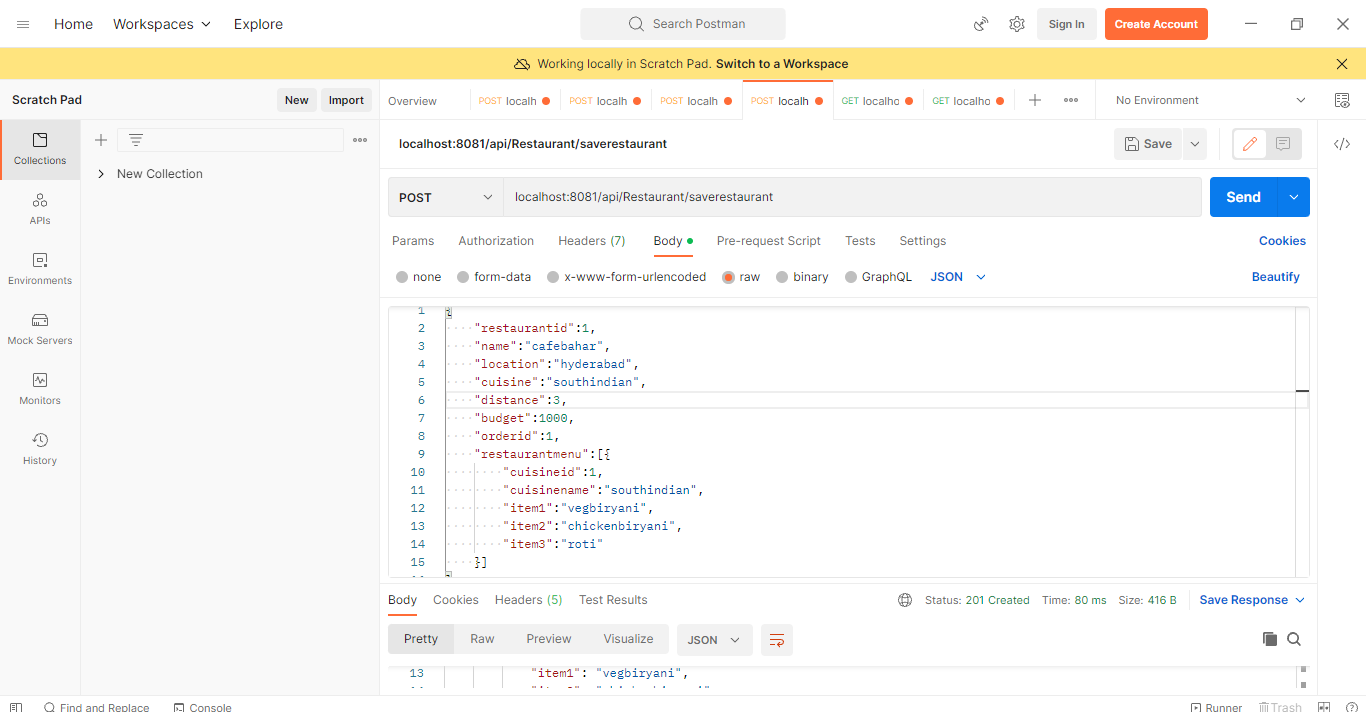 Home Workspaces Explore Search Postman Sign In Create Account
Working locally in Scratch Pad. Switch to a Workspace
Scratch Pad New Import Overview POST localh POST localh POST localh POST localh GET localho GET localho No Environment
Collections
APIs
Environments
Mock Servers
Monitors
History
New Collection
localhost:8081/api/Restaurant/saverestaurant Save
POST localhost:8081/api/Restaurant/saverestaurant Send
Params Authorization Headers (7) Body Pre-request Script Tests Settings Cookies
none form-data x-www-form-urlencoded raw binary GraphQL JSON Beautify
1 {
2 "restaurantid":1,
3 "name":"cafebahar",
4 "location":"hyderabad",
5 "cuisine":"southindian",
6 "distance":3,
7 "budget":1000,
8 "orderid":1,
9 "restaurantmenu":[{
10 "cuisineid":1,
11 "cuisinename":"southindian",
12 "item1":"vegbiryani",
13 "item2":"chickenbiryani",
14 "item3":"roti"
15 }]
Body Cookies Headers (5) Test Results Status: 201 Created Time: 80 ms Size: 416 B Save Response
Pretty Raw Preview Visualize JSON
13 "item1": "vegbiryani",
Find and Replace Console Runner Trash